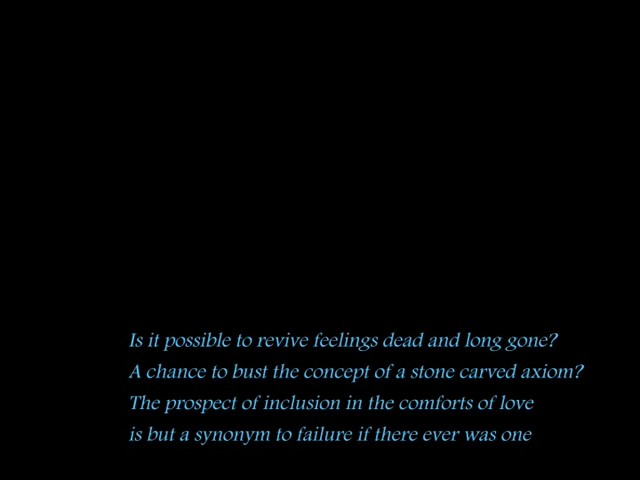 Is it possible to revive feelings dead and long gone?
A chance to bust the concept of a stone carved axiom?
The prospect of inclusion in the comforts of love
is but a synonym to failure if there ever was one